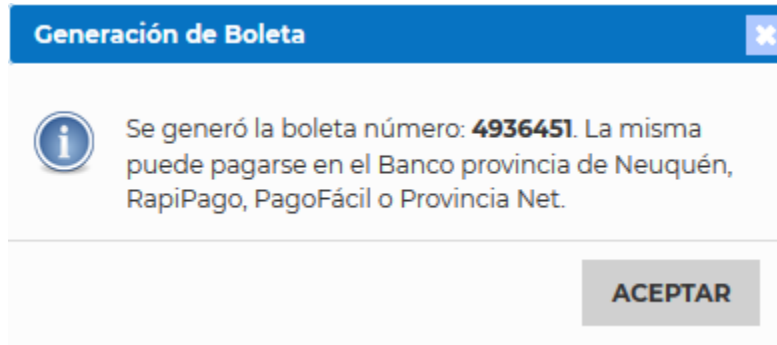 Generación de Boleta
Se generó la boleta número: 4936451. La misma
puede pagarse en el Banco provincia de Neuquén,
RapiPago, PagoFácil o Provincia Net.
ACEPTAR